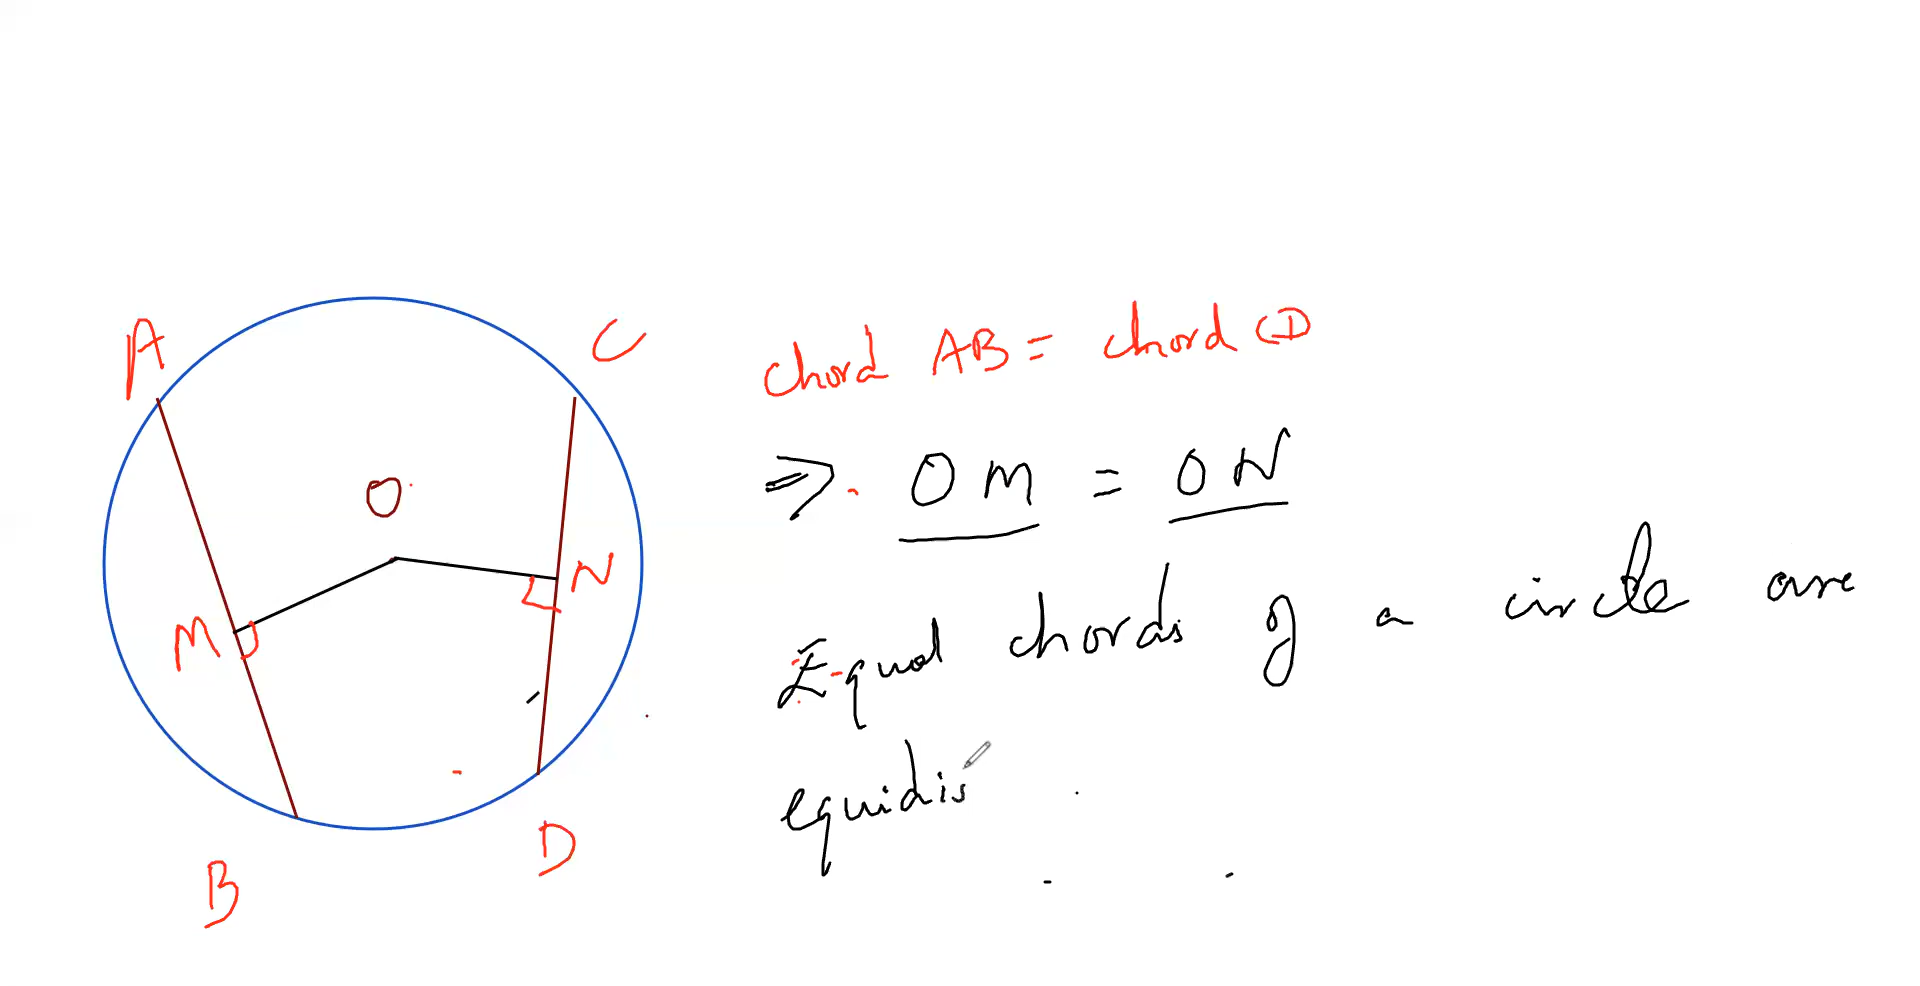 A
C
chord AB = chord CD
O
⇒ OM = ON
N
M
Equal chords of a circle are
equidis
D
B